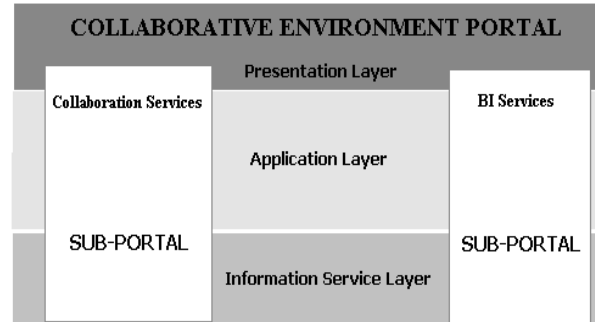 COLLABORATIVE ENVIRONMENT PORTAL
Presentation Layer
Collaboration Services
BI Services
Application Layer
SUB-PORTAL
SUB-PORTAL
Information Service Layer